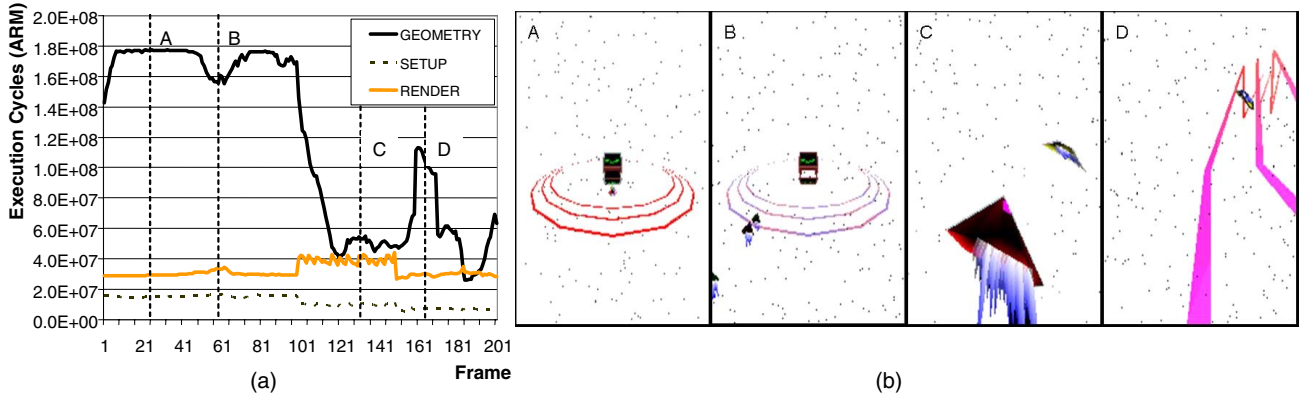 Execution Cycles (ARM)
2.0E+08
1.8E+08
1.6E+08
1.4E+08
1.2E+08
1.0E+08
8.0E+07
6.0E+07
4.0E+07
2.0E+07
0.0E+00
A
B
C
D
GEOMETRY
SETUP
RENDER
1 21 41 61 81 101 121 141 161 181 201
Frame
(a)
A
B
C
D
(b)